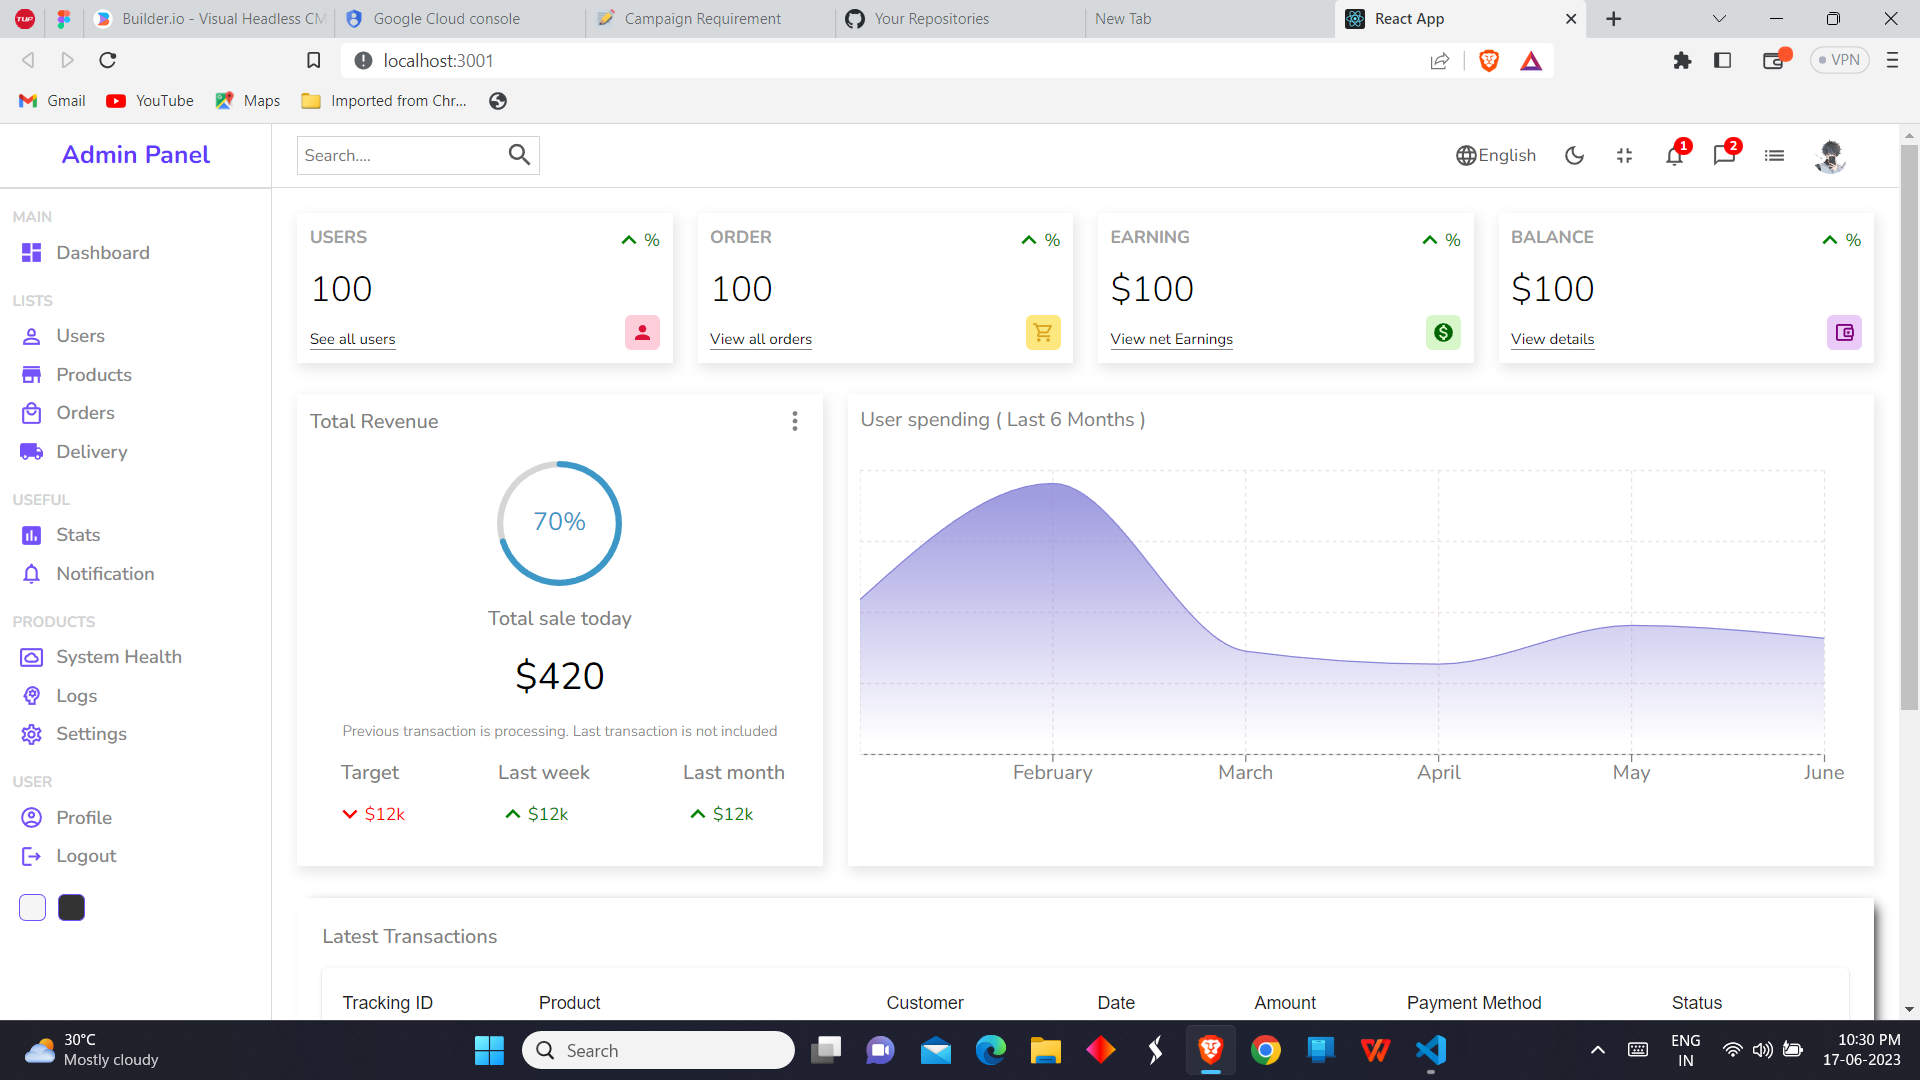 TUP
Builder.io - Visual Headless CM
Google Cloud console
Campaign Requirement
Your Repositories
New Tab
React App
localhost:3001
VPN
Gmail
YouTube
Maps
Imported from Chr...
Admin Panel
Search....
English
1
2
MAIN
Dashboard
LISTS
Users
Products
Orders
Delivery
USEFUL
Stats
Notification
PRODUCTS
System Health
Logs
Settings
USER
Profile
Logout
USERS
%
100
See all users
ORDER
%
100
View all orders
EARNING
%
$100
View net Earnings
BALANCE
%
$100
View details
Total Revenue
70%
Total sale today
$420
Previous transaction is processing. Last transaction is not included
Target Last week Last month
$12k $12k $12k
User spending ( Last 6 Months )
February March April May June
Latest Transactions
Tracking ID Product Customer Date Amount Payment Method Status
30°C
Mostly cloudy
Search
ENG
IN
10:30 PM
17-06-2023